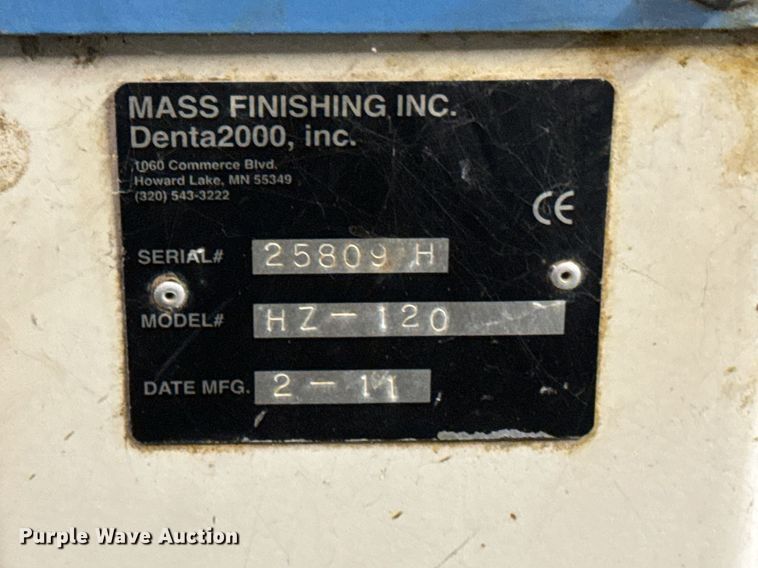 MASS FINISHING INC.
Denta2000, inc.
1060 Commerce Blvd.
Howard Lake, MN 55349
(320) 543-3222
CE
SERIAL# 25809 H
MODEL# HZ-120
DATE MFG. 2-11
Purple Wave Auction